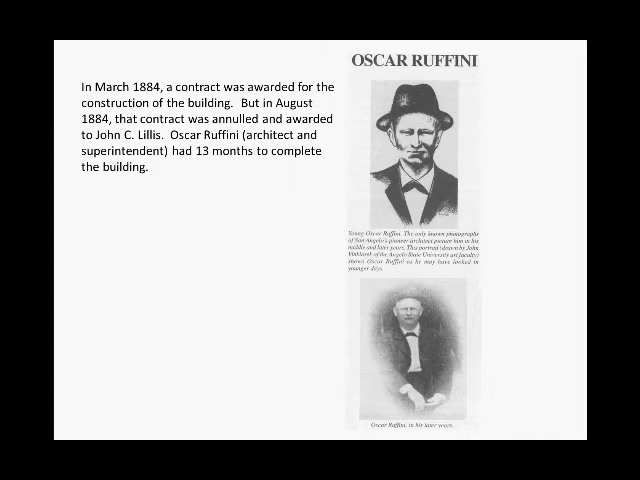 In March 1884, a contract was awarded for the
construction of the building.  But in August
1884, that contract was annulled and awarded
to John C. Lillis.  Oscar Ruffini (architect and
superintendent) had 13 months to complete
the building.
OSCAR RUFFINI
Young Oscar Ruffini. The only known photographs
of San Angelo's pioneer architect picture him in his
middle and later years. This portrait (drawn by John
of the Angelo State University art faculty)
shows Oscar Ruffini as he may have looked in
younger days.
Oscar Ruffini, in his later years.